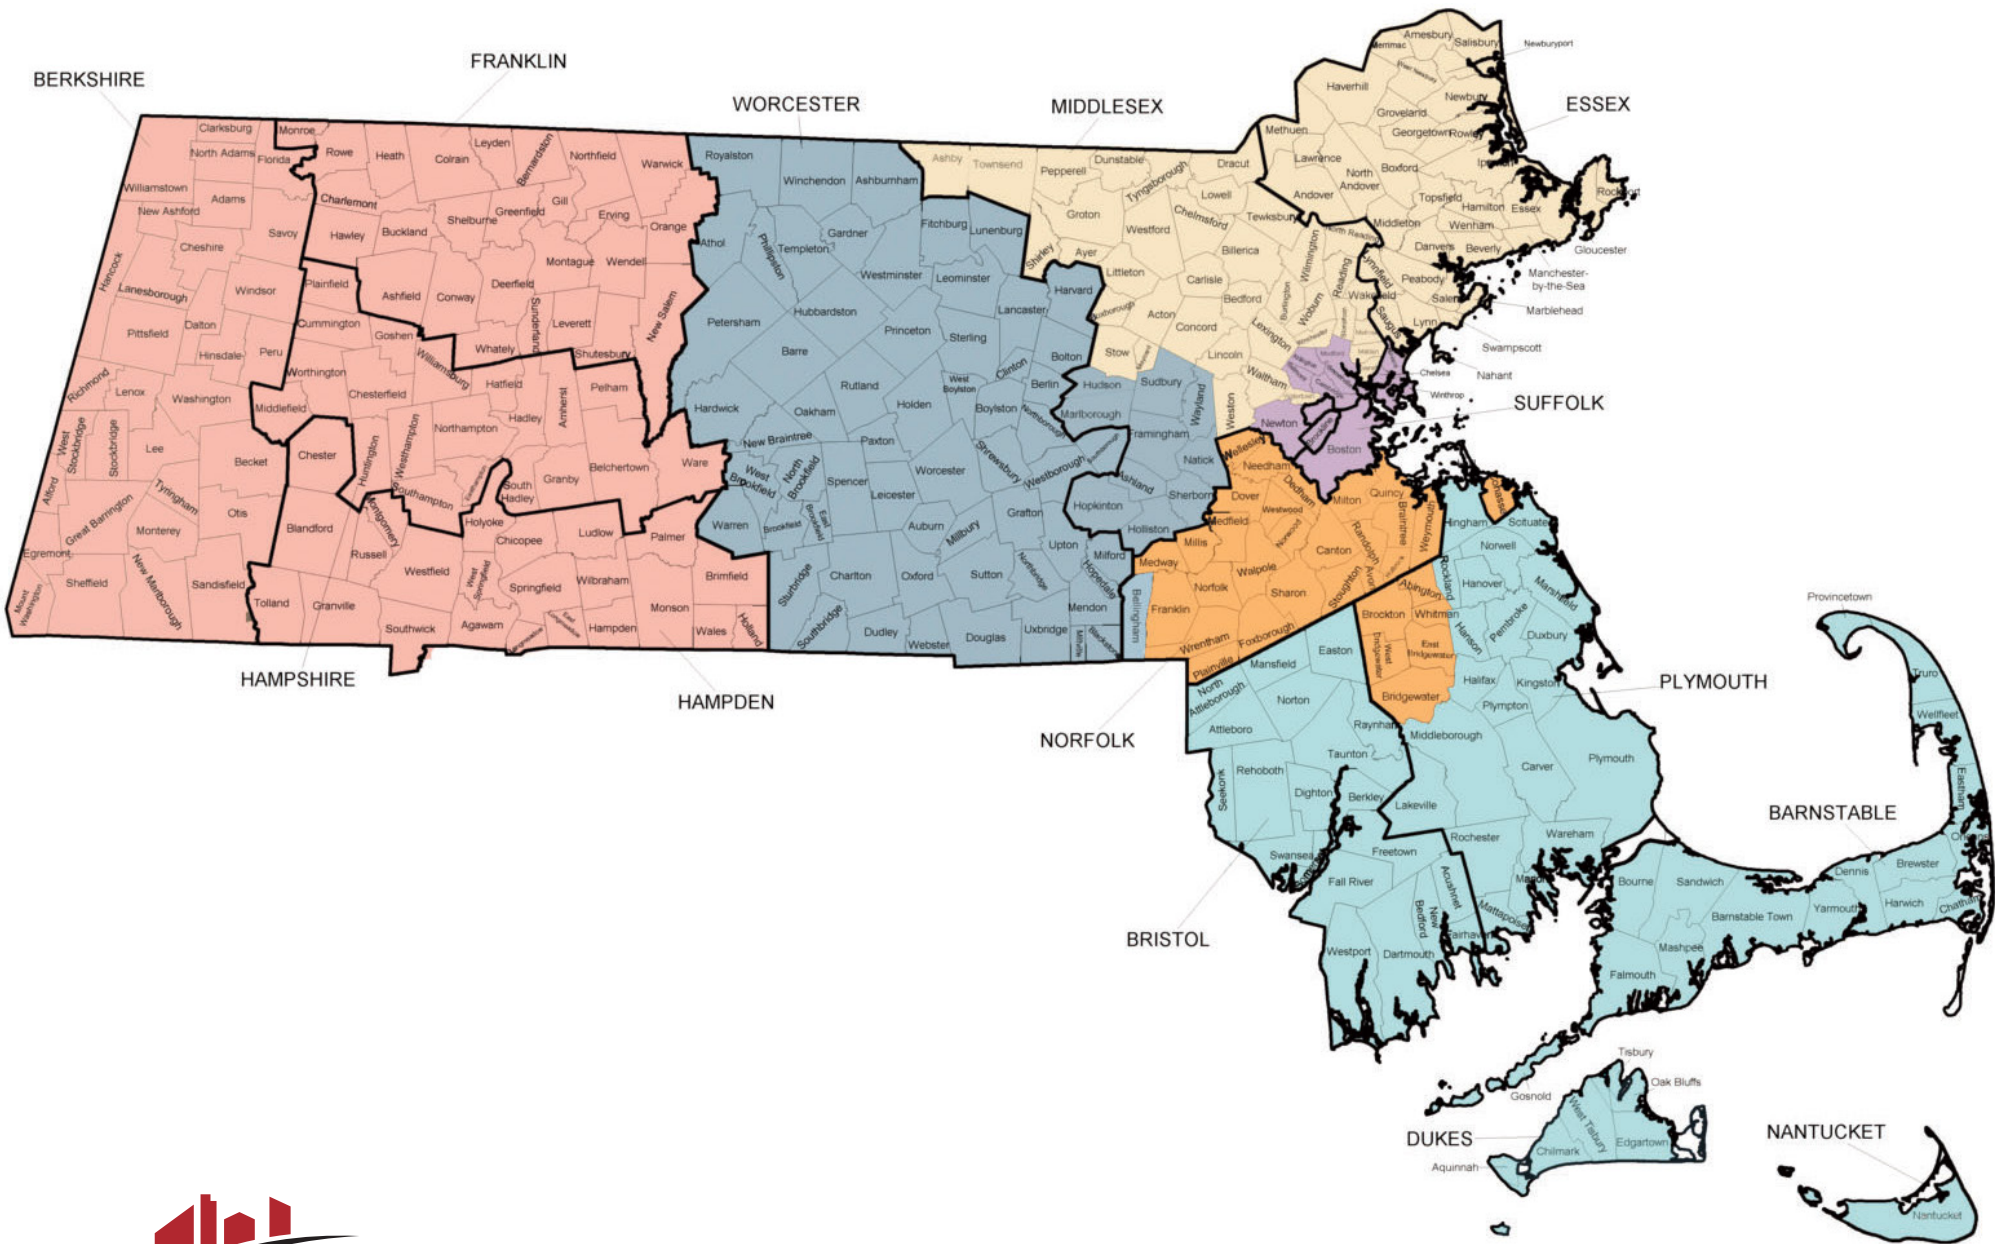 BERKSHIRE
FRANKLIN
WORCESTER
MIDDLESEX
ESSEX
SUFFOLK
PLYMOUTH
BARNSTABLE
NANTUCKET
DUKES
BRISTOL
NORFOLK
HAMPDEN
HAMPSHIRE
Clarksburg
North Adams
Florida
Williamstown
Adams
New Ashford
Savoy
Cheshire
Hancock
Lanesborough
Windsor
Pittsfield
Dalton
Hinsdale
Peru
Richmond
Lenox
Washington
West
Stockbridge
Stockbridge
Lee
Becket
Alford
Great Barrington
Tyringham
Monterey
Otis
Egremont
Mount
Washington
Sheffield
New Marlborough
Sandisfield
Monroe
Rowe
Heath
Colrain
Leyden
Bernardston
Northfield
Warwick
Charlemont
Shelburne
Greenfield
Gill
Erving
Orange
Hawley
Buckland
Montague
Wendell
Ashfield
Conway
Deerfield
Sunderland
Leverett
New Salem
Whately
Shutesbury
Plainfield
Cummington
Goshen
Williamsburg
Worthington
Chesterfield
Hatfield
Amherst
Pelham
Middlefield
Huntington
Westhampton
Northampton
Hadley
Easthampton
Southampton
South
Hadley
Granby
Belchertown
Ware
Chester
Blandford
Montgomery
Russell
Holyoke
Chicopee
Ludlow
Palmer
Westfield
West
Springfield
Springfield
Wilbraham
Brimfield
Tolland
Granville
Southwick
Agawam
Longmeadow
East
Longmeadow
Hampden
Monson
Wales
Holland
Royalston
Winchendon
Ashburnham
Athol
Phillipston
Templeton
Gardner
Fitchburg
Lunenburg
Westminster
Leominster
Harvard
Petersham
Hubbardston
Princeton
Sterling
Lancaster
Barre
Rutland
Holden
West
Boylston
Clinton
Bolton
Berlin
Boylston
Northborough
Hardwick
Oakham
New Braintree
Paxton
Shrewsbury
Westborough
Southborough
West
Brookfield
North
Brookfield
Spencer
Leicester
Worcester
Grafton
Warren
Brookfield
East
Brookfield
Auburn
Millbury
Upton
Milford
Hopedale
Sturbridge
Charlton
Oxford
Sutton
Northbridge
Mendon
Southbridge
Dudley
Webster
Douglas
Uxbridge
Millville
Blackstone
Ashby
Townsend
Pepperell
Dunstable
Tyngsborough
Dracut
Lowell
Groton
Chelmsford
Tewksbury
Westford
Shirley
Ayer
Billerica
Wilmington
North Reading
Littleton
Carlisle
Reading
Boxborough
Acton
Bedford
Burlington
Woburn
Wakefield
Concord
Lexington
Stow
Lincoln
Waltham
Weston
Hudson
Sudbury
Wayland
Marlborough
Framingham
Natick
Ashland
Sherborn
Hopkinton
Holliston
Newton
Amesbury
Merrimac
Salisbury
Newburyport
West Newbury
Haverhill
Newbury
Groveland
Georgetown
Rowley
Methuen
Lawrence
Boxford
North
Andover
Andover
Topsfield
Hamilton
Essex
Rockport
Middleton
Wenham
Danvers
Beverly
Gloucester
Manchester-
by-the-Sea
Lynnfield
Peabody
Salem
Marblehead
Saugus
Lynn
Swampscott
Nahant
Chelsea
Winthrop
Boston
Brookline
Wellesley
Needham
Dover
Dedham
Milton
Quincy
Cohasset
Westwood
Norwood
Braintree
Weymouth
Medfield
Millis
Randolph
Canton
Medway
Norfolk
Walpole
Sharon
Stoughton
Avon
Franklin
Bellingham
Wrentham
Foxborough
Plainville
Hingham
Scituate
Norwell
Rockland
Hanover
Marshfield
Abington
Brockton
Whitman
Hanson
Pembroke
Duxbury
West
Bridgewater
East
Bridgewater
Bridgewater
Halifax
Kingston
Plympton
Middleborough
Plymouth
Carver
Lakeville
Rochester
Wareham
Mattapoisett
Easton
Mansfield
North
Attleborough
Norton
Attleboro
Raynham
Taunton
Rehoboth
Seekonk
Dighton
Berkley
Swansea
Freetown
Fall River
Acushnet
New
Bedford
Fairhaven
Westport
Dartmouth
Provincetown
Truro
Wellfleet
Eastham
Orleans
Brewster
Dennis
Harwich
Chatham
Yarmouth
Barnstable Town
Sandwich
Bourne
Mashpee
Falmouth
Gosnold
Tisbury
Oak Bluffs
West Tisbury
Edgartown
Chilmark
Aquinnah
Nantucket